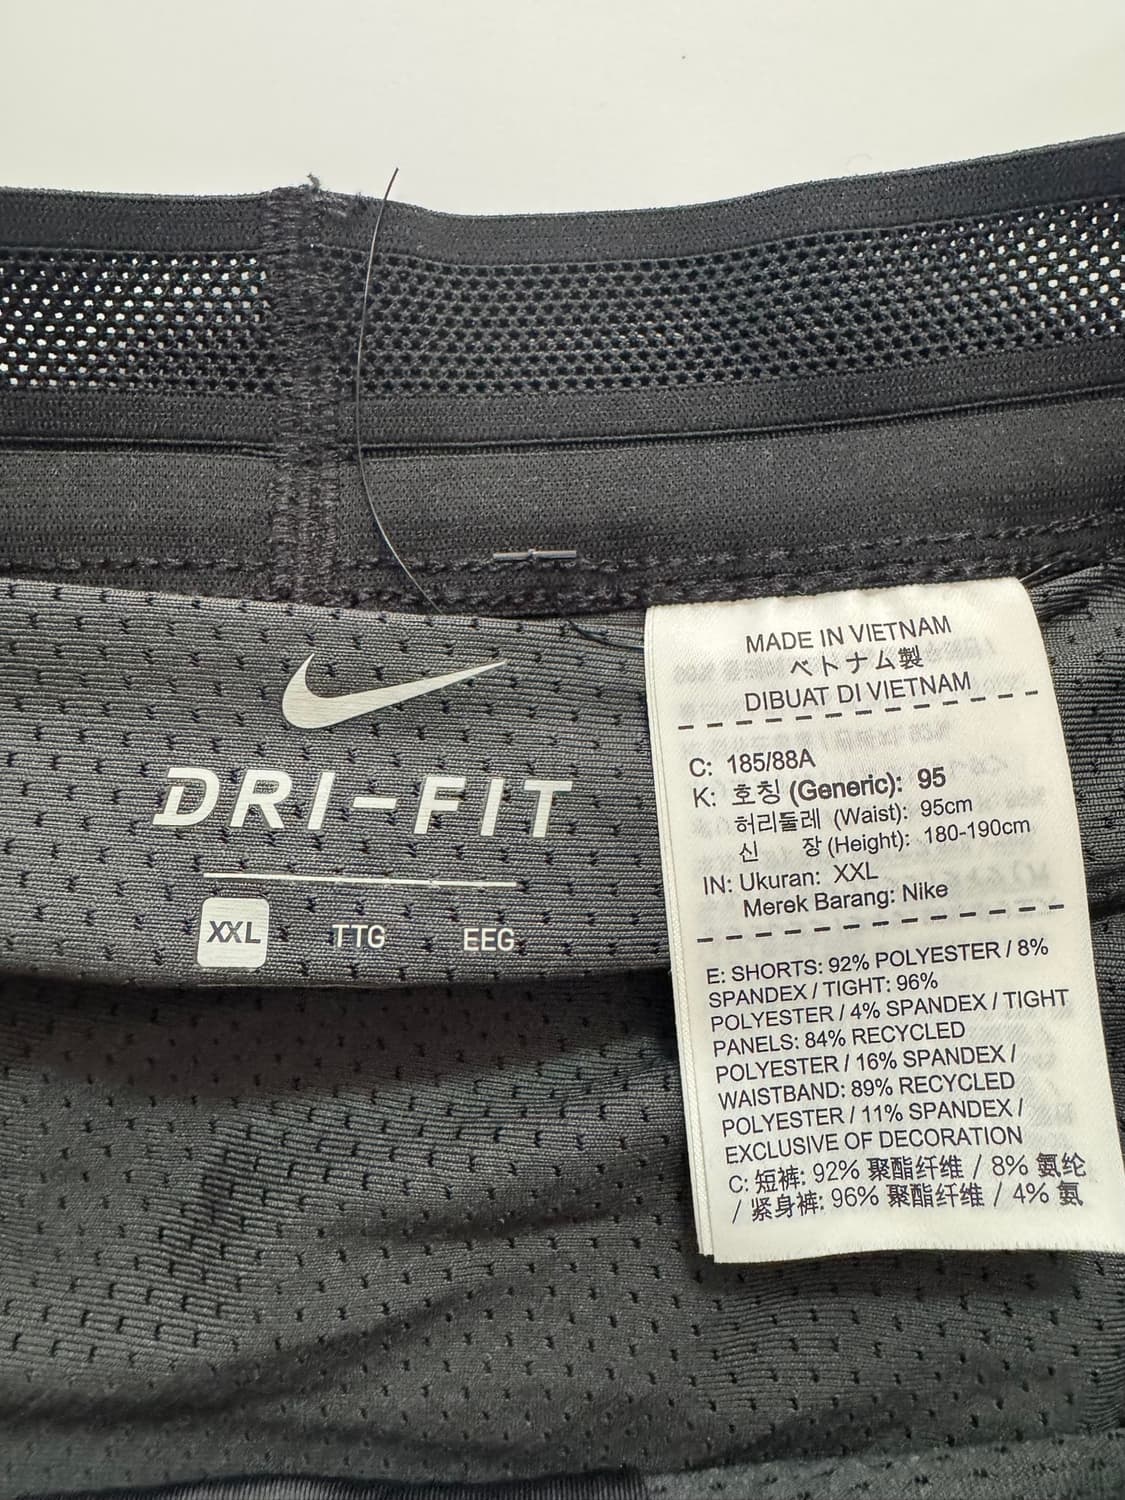 DRI-FIT
XXL TTG EEG
MADE IN VIETNAM
ベトナム製
DIBUAT DI VIETNAM
C: 185/88A
K: 호칭 (Generic): 95
허리둘레 (Waist): 95cm
신 장 (Height): 180-190cm
IN: Ukuran: XXL
Merek Barang: Nike
E: SHORTS: 92% POLYESTER / 8%
SPANDEX / TIGHT: 96%
POLYESTER / 4% SPANDEX / TIGHT
PANELS: 84% RECYCLED
POLYESTER / 16% SPANDEX /
WAISTBAND: 89% RECYCLED
POLYESTER / 11% SPANDEX /
EXCLUSIVE OF DECORATION
C: 短裤: 92% 聚酯纤维 / 8% 氨纶
/ 紧身裤: 96% 聚酯纤维 / 4% 氨